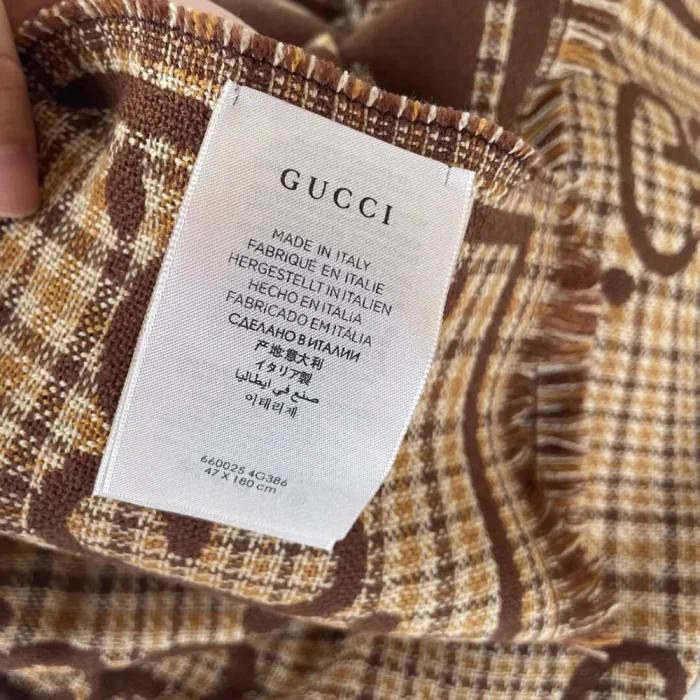 GUCCI
MADE IN ITALY
FABRIQUÉ EN ITALIE
HERGESTELLT IN ITALIEN
HECHO EN ITALIA
FABRICADO EM ITALIA
СДЕЛАНО В ИТАЛИИ
产地意大利
イタリア製
صنع في ايطاليا
이태리제
660025 4G386
47 X 180 cm